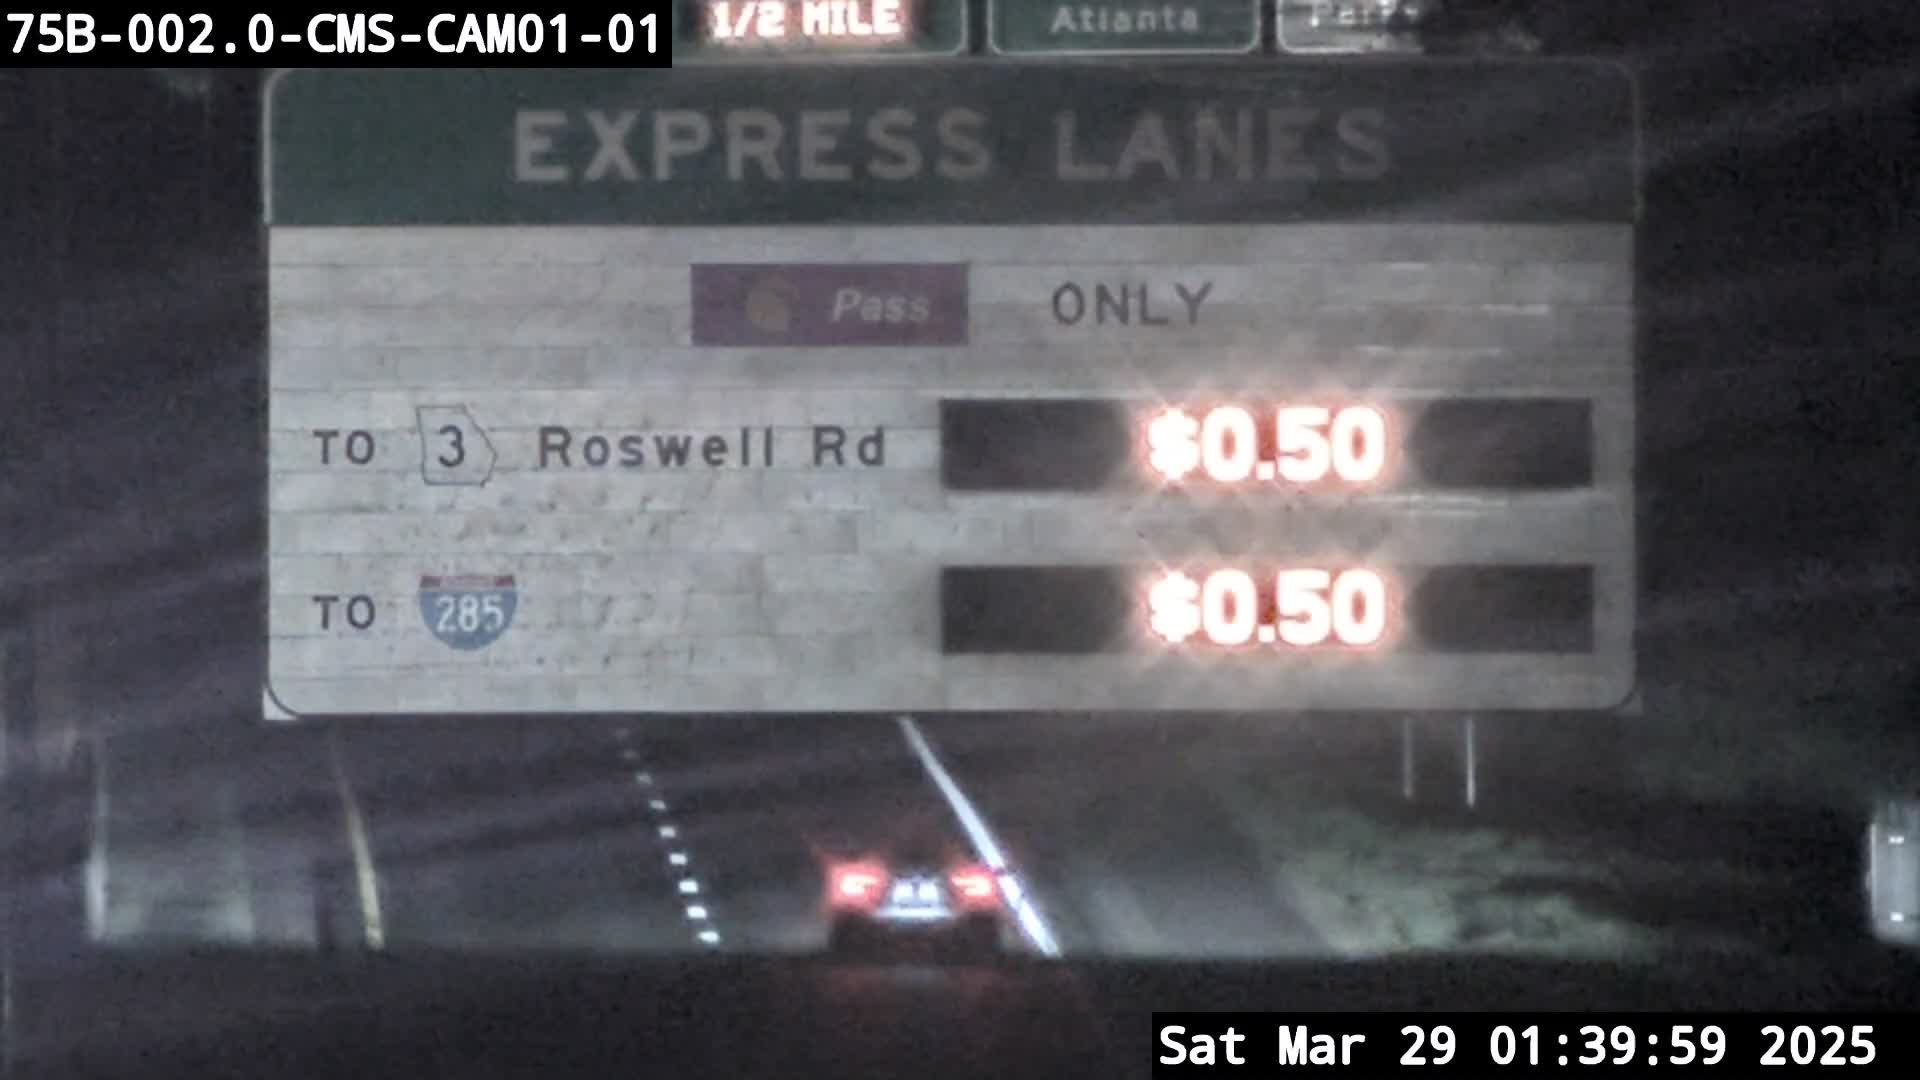 75B-002.0-CMS-CAM01-01
1/2 MILE
Atlanta
EXPRESS LANES
Pass ONLY
TO 3 Roswell Rd $0.50
TO 285 $0.50
Sat Mar 29 01:39:59 2025